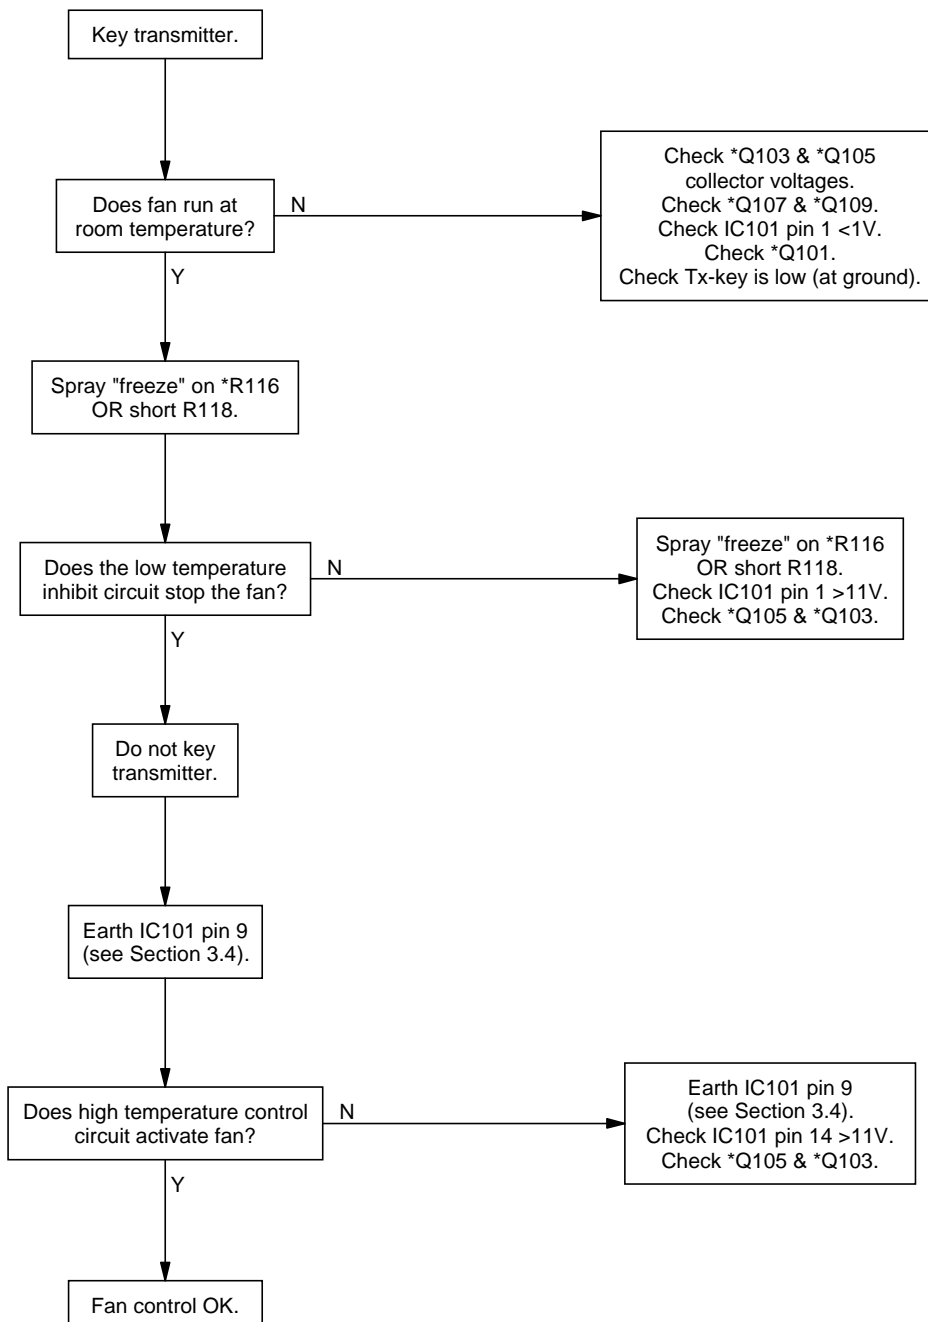 Key transmitter.
Does fan run at
room temperature?
N
Check *Q103 & *Q105
collector voltages.
Check *Q107 & *Q109.
Check IC101 pin 1 <1V.
Check *Q101.
Check Tx-key is low (at ground).
Y
Spray "freeze" on *R116
OR short R118.
Does the low temperature
inhibit circuit stop the fan?
N
Spray "freeze" on *R116
OR short R118.
Check IC101 pin 1 >11V.
Check *Q105 & *Q103.
Y
Do not key
transmitter.
Earth IC101 pin 9
(see Section 3.4).
Does high temperature control
circuit activate fan?
N
Earth IC101 pin 9
(see Section 3.4).
Check IC101 pin 14 >11V.
Check *Q105 & *Q103.
Y
Fan control OK.